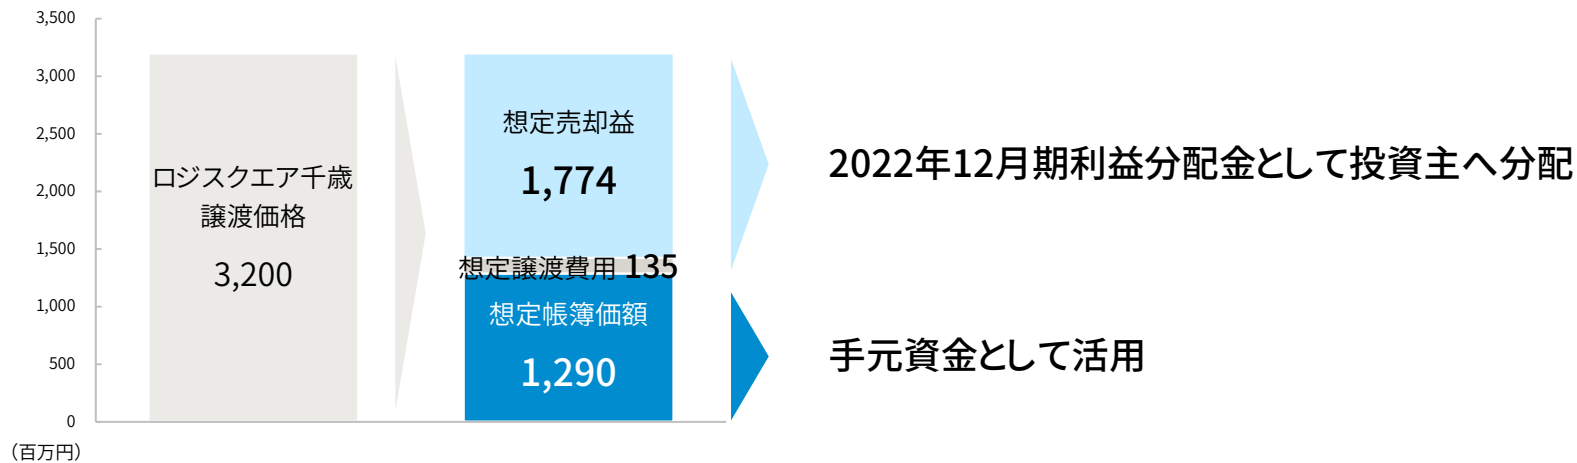 3,500
3,000
2,500
2,000
1,500
1,000
500
0
（百万円）
ロジスクエア千歳
譲渡価格
3,200
想定売却益
1,774
想定譲渡費用 135
想定帳簿価額
1,290
2022年12月期利益分配金として投資主へ分配
手元資金として活用